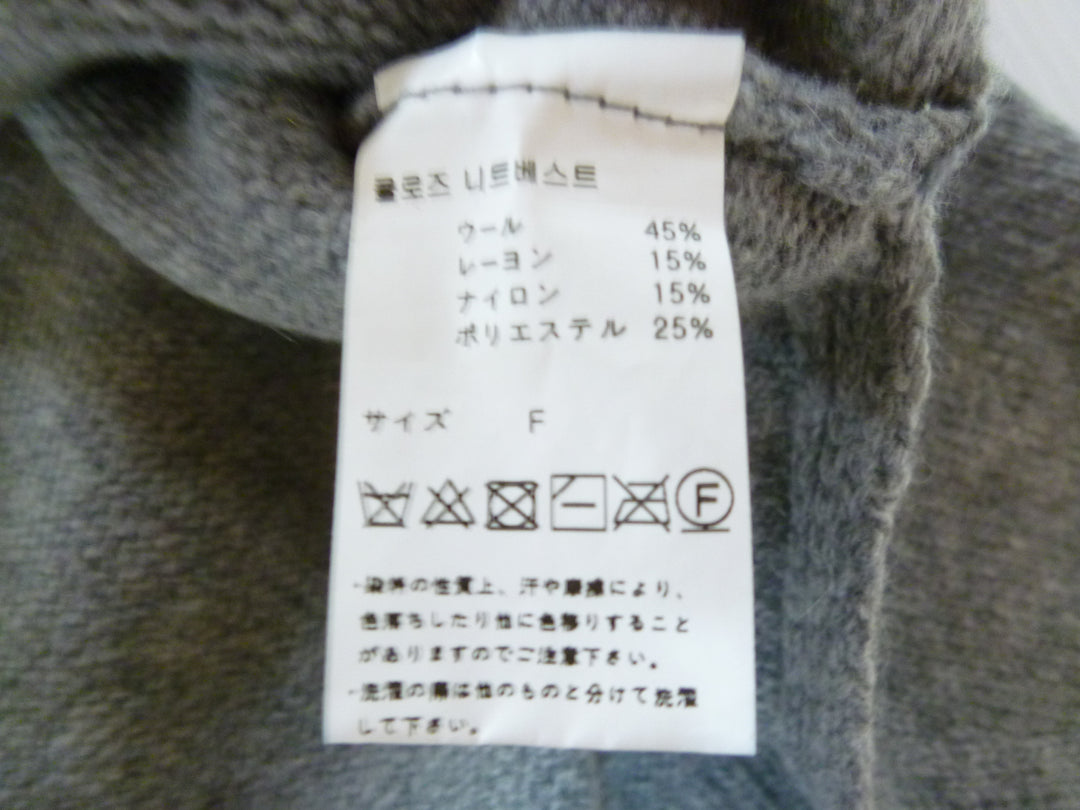 클로즈 니트베스트
ウール 45%
レーヨン 15%
ナイロン 15%
ポリエステル 25%
サイズ F
F
-染料の性質上、汗や摩擦により、
色落ちしたり他に色移りすること
がありますのでご注意下さい。
-洗濯の際は他のものと分けて洗濯
して下さい。